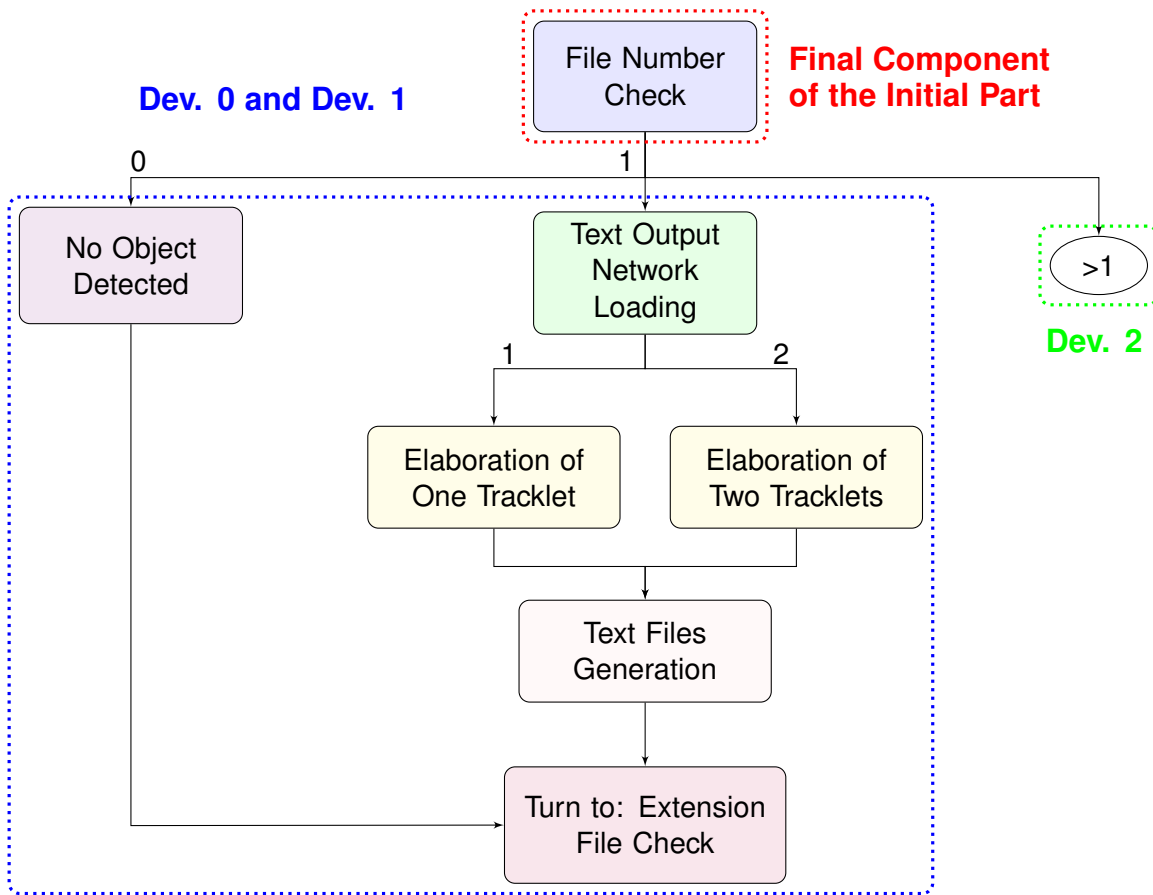 File Number
Check
Final Component
of the Initial Part
Dev. 0 and Dev. 1
0
1
No Object
Detected
Text Output
Network
Loading
>1
Dev. 2
1
2
Elaboration of
One Tracklet
Elaboration of
Two Tracklets
Text Files
Generation
Turn to: Extension
File Check